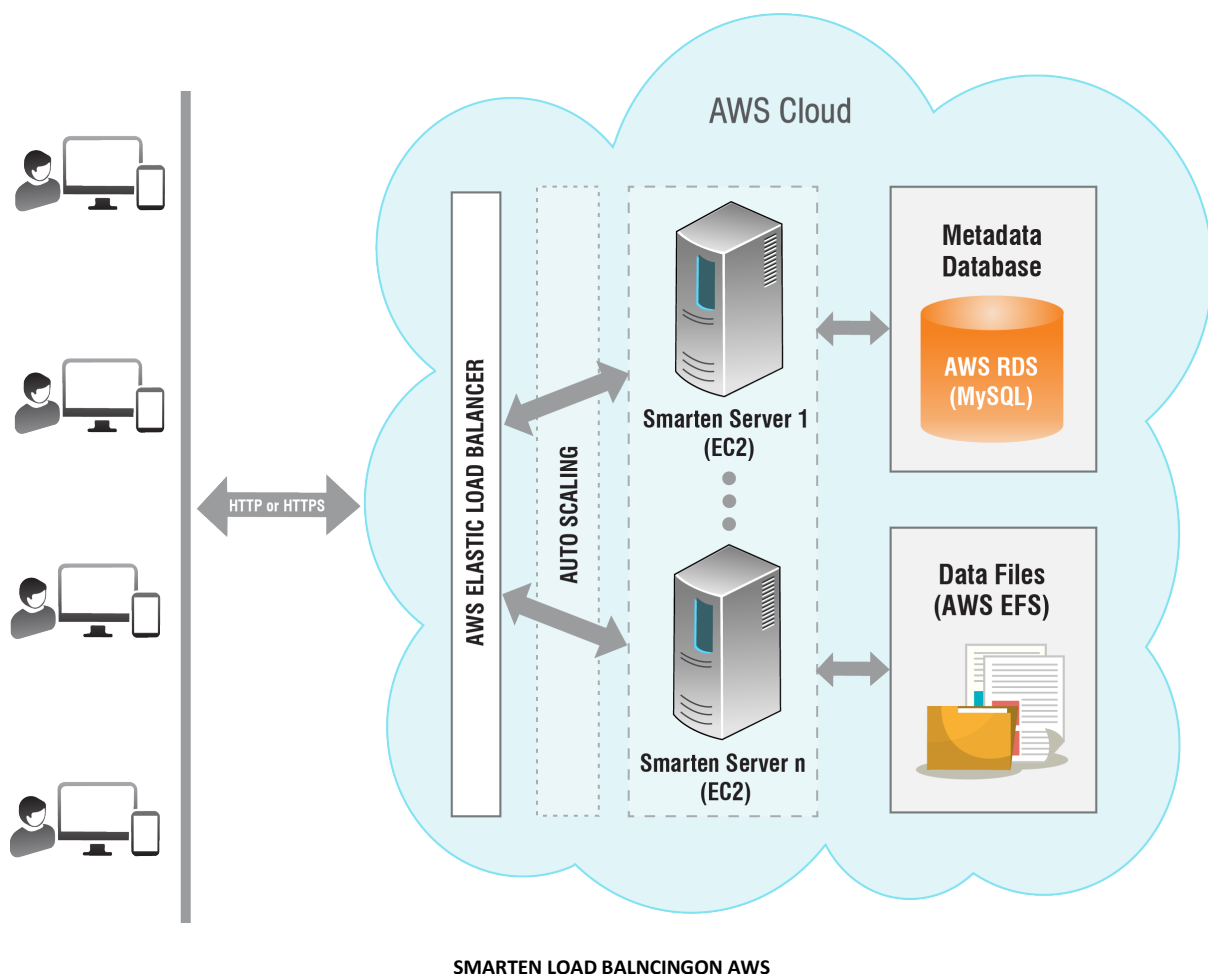 AWS Cloud
HTTP or HTTPS
AWS ELASTIC LOAD BALANCER
AUTO SCALING
Smarten Server 1
(EC2)
Smarten Server n
(EC2)
Metadada
Database
AWS RDS
(MySQL)
Data Files
(AWS EFS)
SMARTEN LOAD BALNCINGON AWS